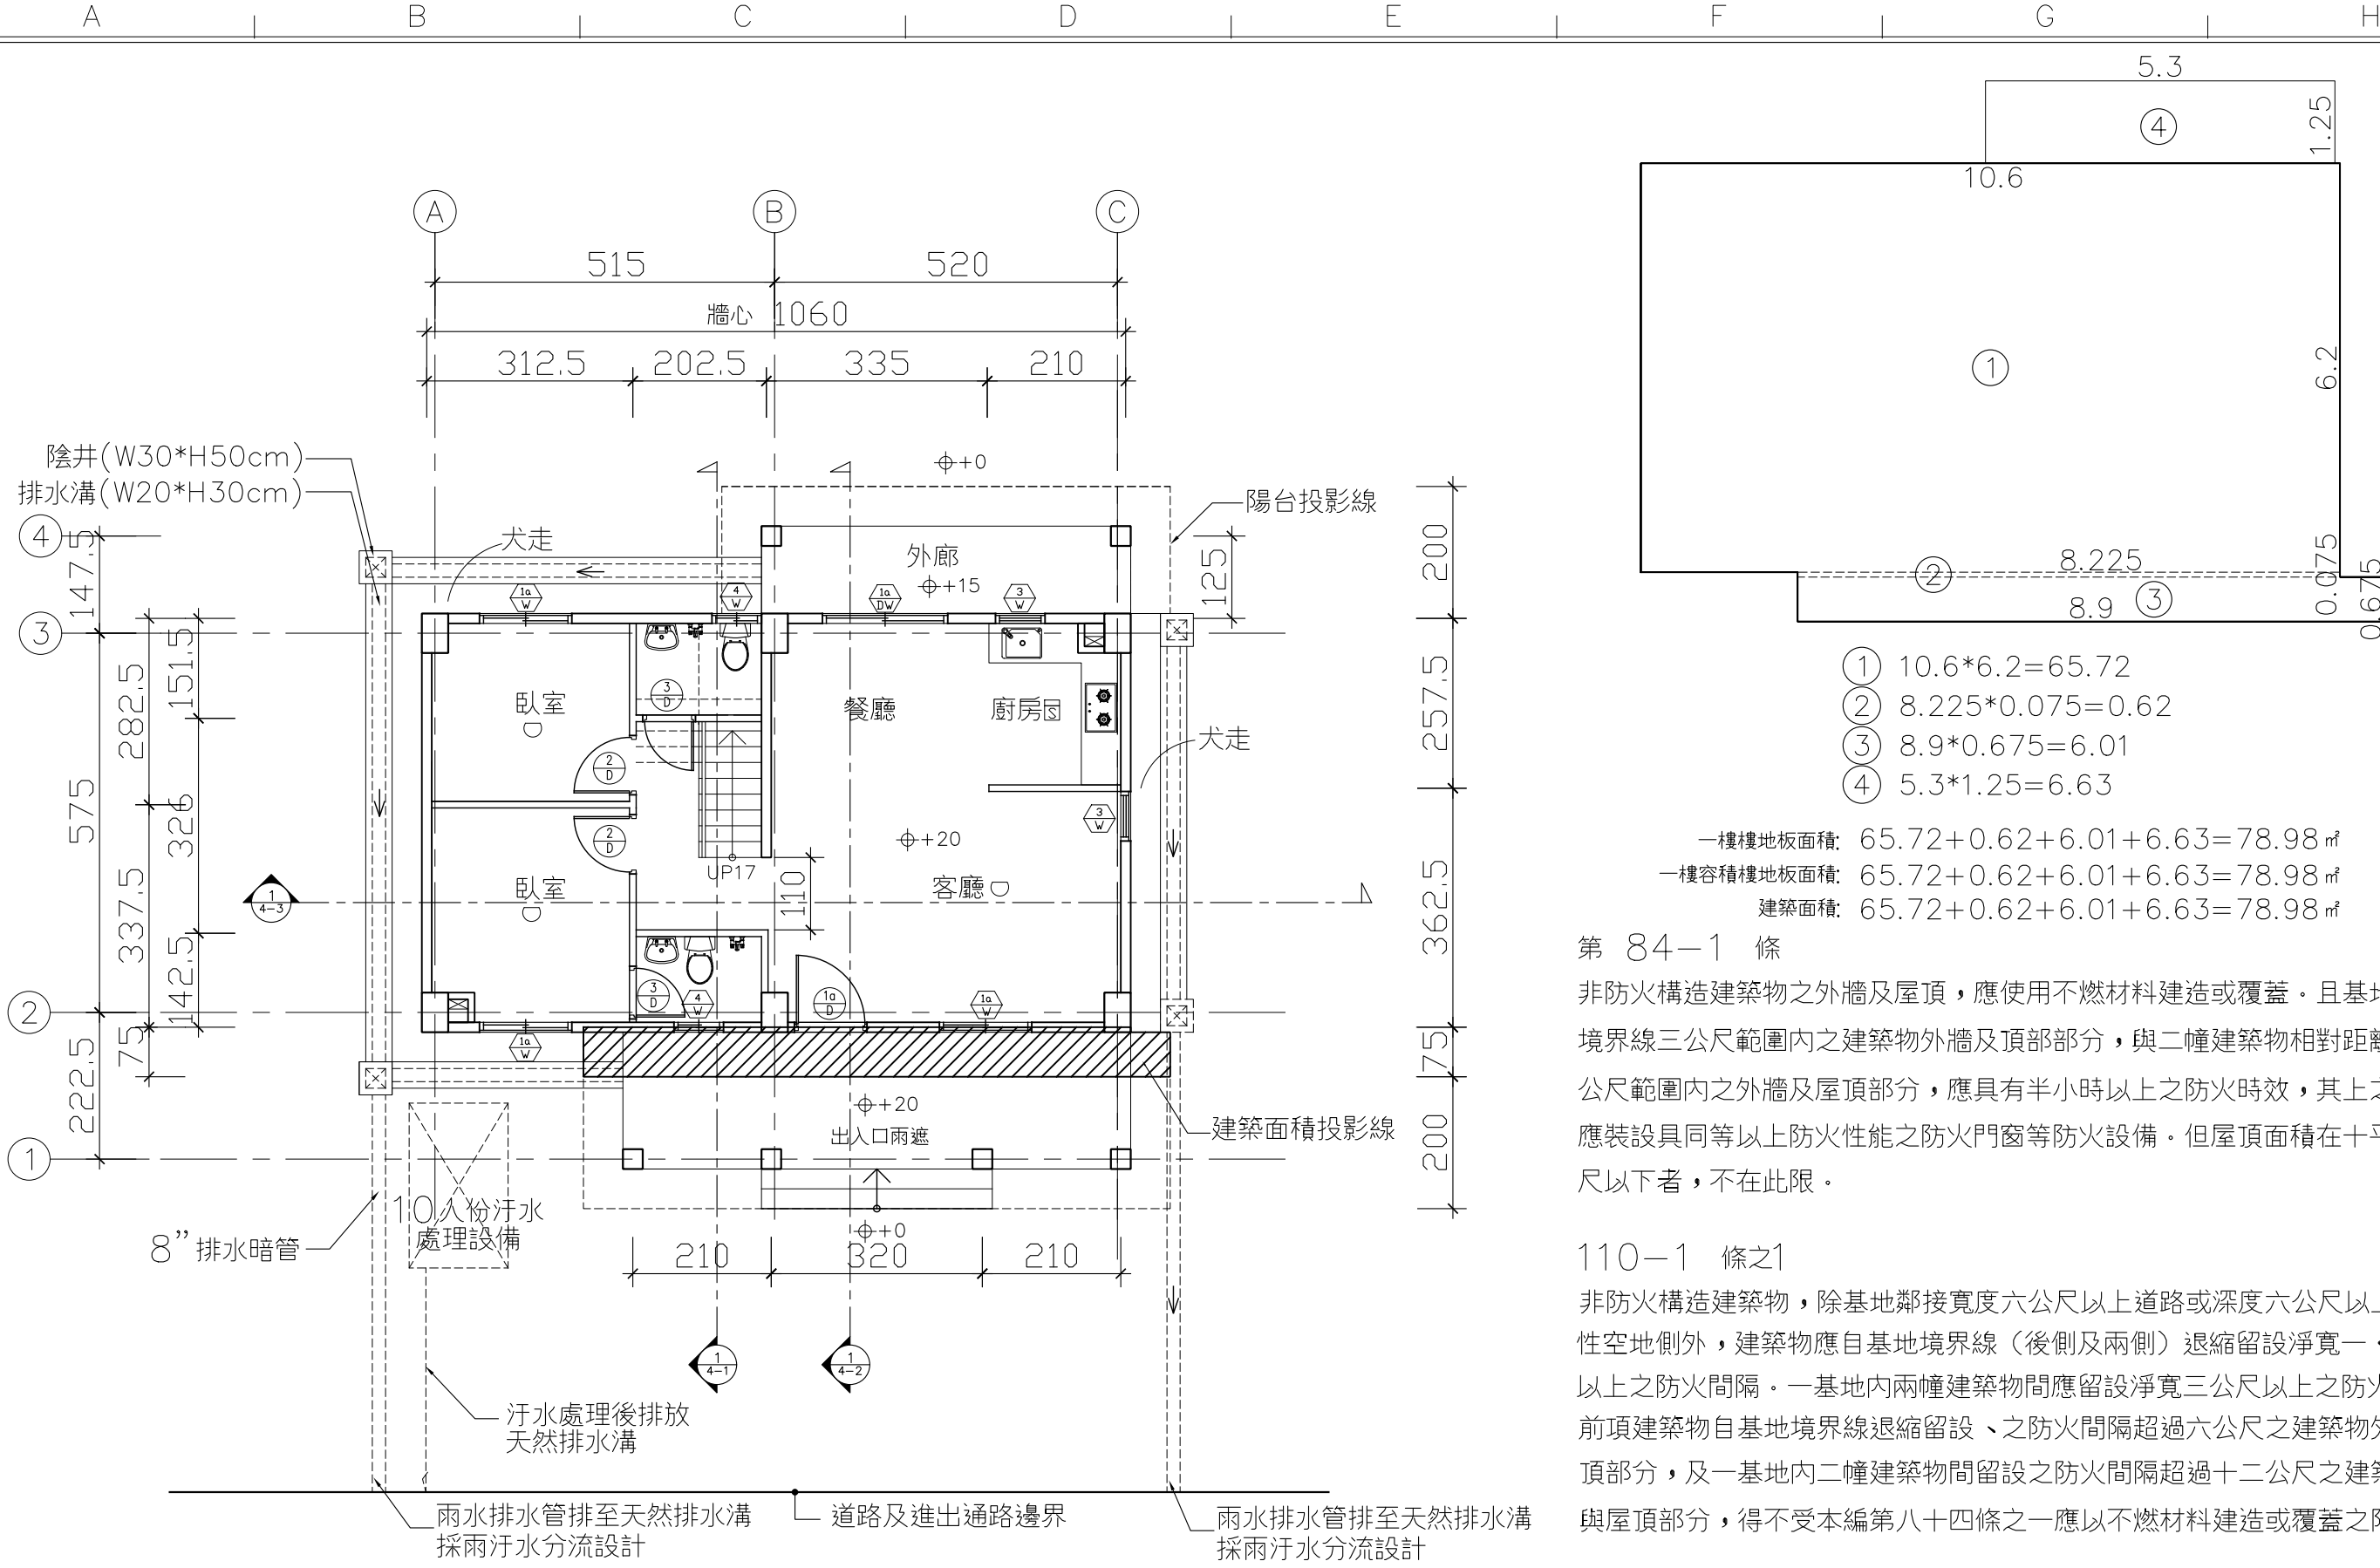 A B C D E F G H
A B C
515 520
牆心 1060
312.5 202.5 335 210
陰井(W30*H50cm)
排水溝(W20*H30cm)
犬走
+0
陽台投影線
外廊
+15
4
3
2
1
147.5
575
222.5
282.5
337.5
75
151.5
326
142.5
200
257.5
362.5
75
200
125
1a W
4 W
1a DW
3 W
臥室
D
3 D
餐廳
廚房
S
犬走
2 D
2 D
3 W
+20
UP17
110
臥室
D
客廳
D
1 4-3
3 D
4 W
1a D
1a W
1a W
+20
出入口雨遮
建築面積投影線
10人份汙水
處理設備
8”排水暗管
+0
210 320 210
1 4-1
1 4-2
汙水處理後排放
天然排水溝
雨水排水管排至天然排水溝
採雨汙水分流設計
道路及進出通路邊界
雨水排水管排至天然排水溝
採雨汙水分流設計
5.3
4
1.25
10.6
1
6.2
2
8.225
0.075
8.9
3
0.675
1 10.6*6.2=65.72
2 8.225*0.075=0.62
3 8.9*0.675=6.01
4 5.3*1.25=6.63
一樓樓地板面積: 65.72+0.62+6.01+6.63=78.98㎡
一樓容積樓地板面積: 65.72+0.62+6.01+6.63=78.98㎡
建築面積: 65.72+0.62+6.01+6.63=78.98㎡
第 84-1 條
非防火構造建築物之外牆及屋頂，應使用不燃材料建造或覆蓋。且基
境界線三公尺範圍內之建築物外牆及頂部部分，與二幢建築物相對距
公尺範圍內之外牆及屋頂部分，應具有半小時以上之防火時效，其上
應裝設具同等以上防火性能之防火門窗等防火設備。但屋頂面積在十
尺以下者，不在此限。
110-1 條之1
非防火構造建築物，除基地鄰接寬度六公尺以上道路或深度六公尺以
性空地側外，建築物應自基地境界線（後側及兩側）退縮留設淨寬一
以上之防火間隔。一基地內兩幢建築物間應留設淨寬三公尺以上之防
前項建築物自基地境界線退縮留設、之防火間隔超過六公尺之建築物
頂部分，及一基地內二幢建築物間留設之防火間隔超過十二公尺之建
與屋頂部分，得不受本編第八十四條之一應以不燃材料建造或覆蓋之